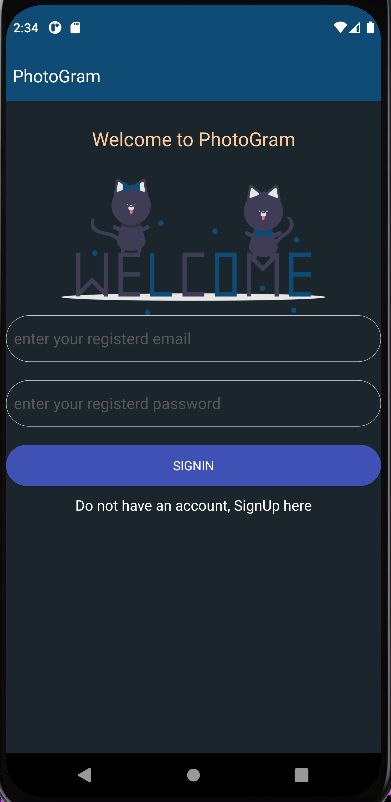 2:34
PhotoGram
Welcome to PhotoGram
WELCOME
enter your registerd email
enter your registerd password
SIGNIN
Do not have an account, SignUp here